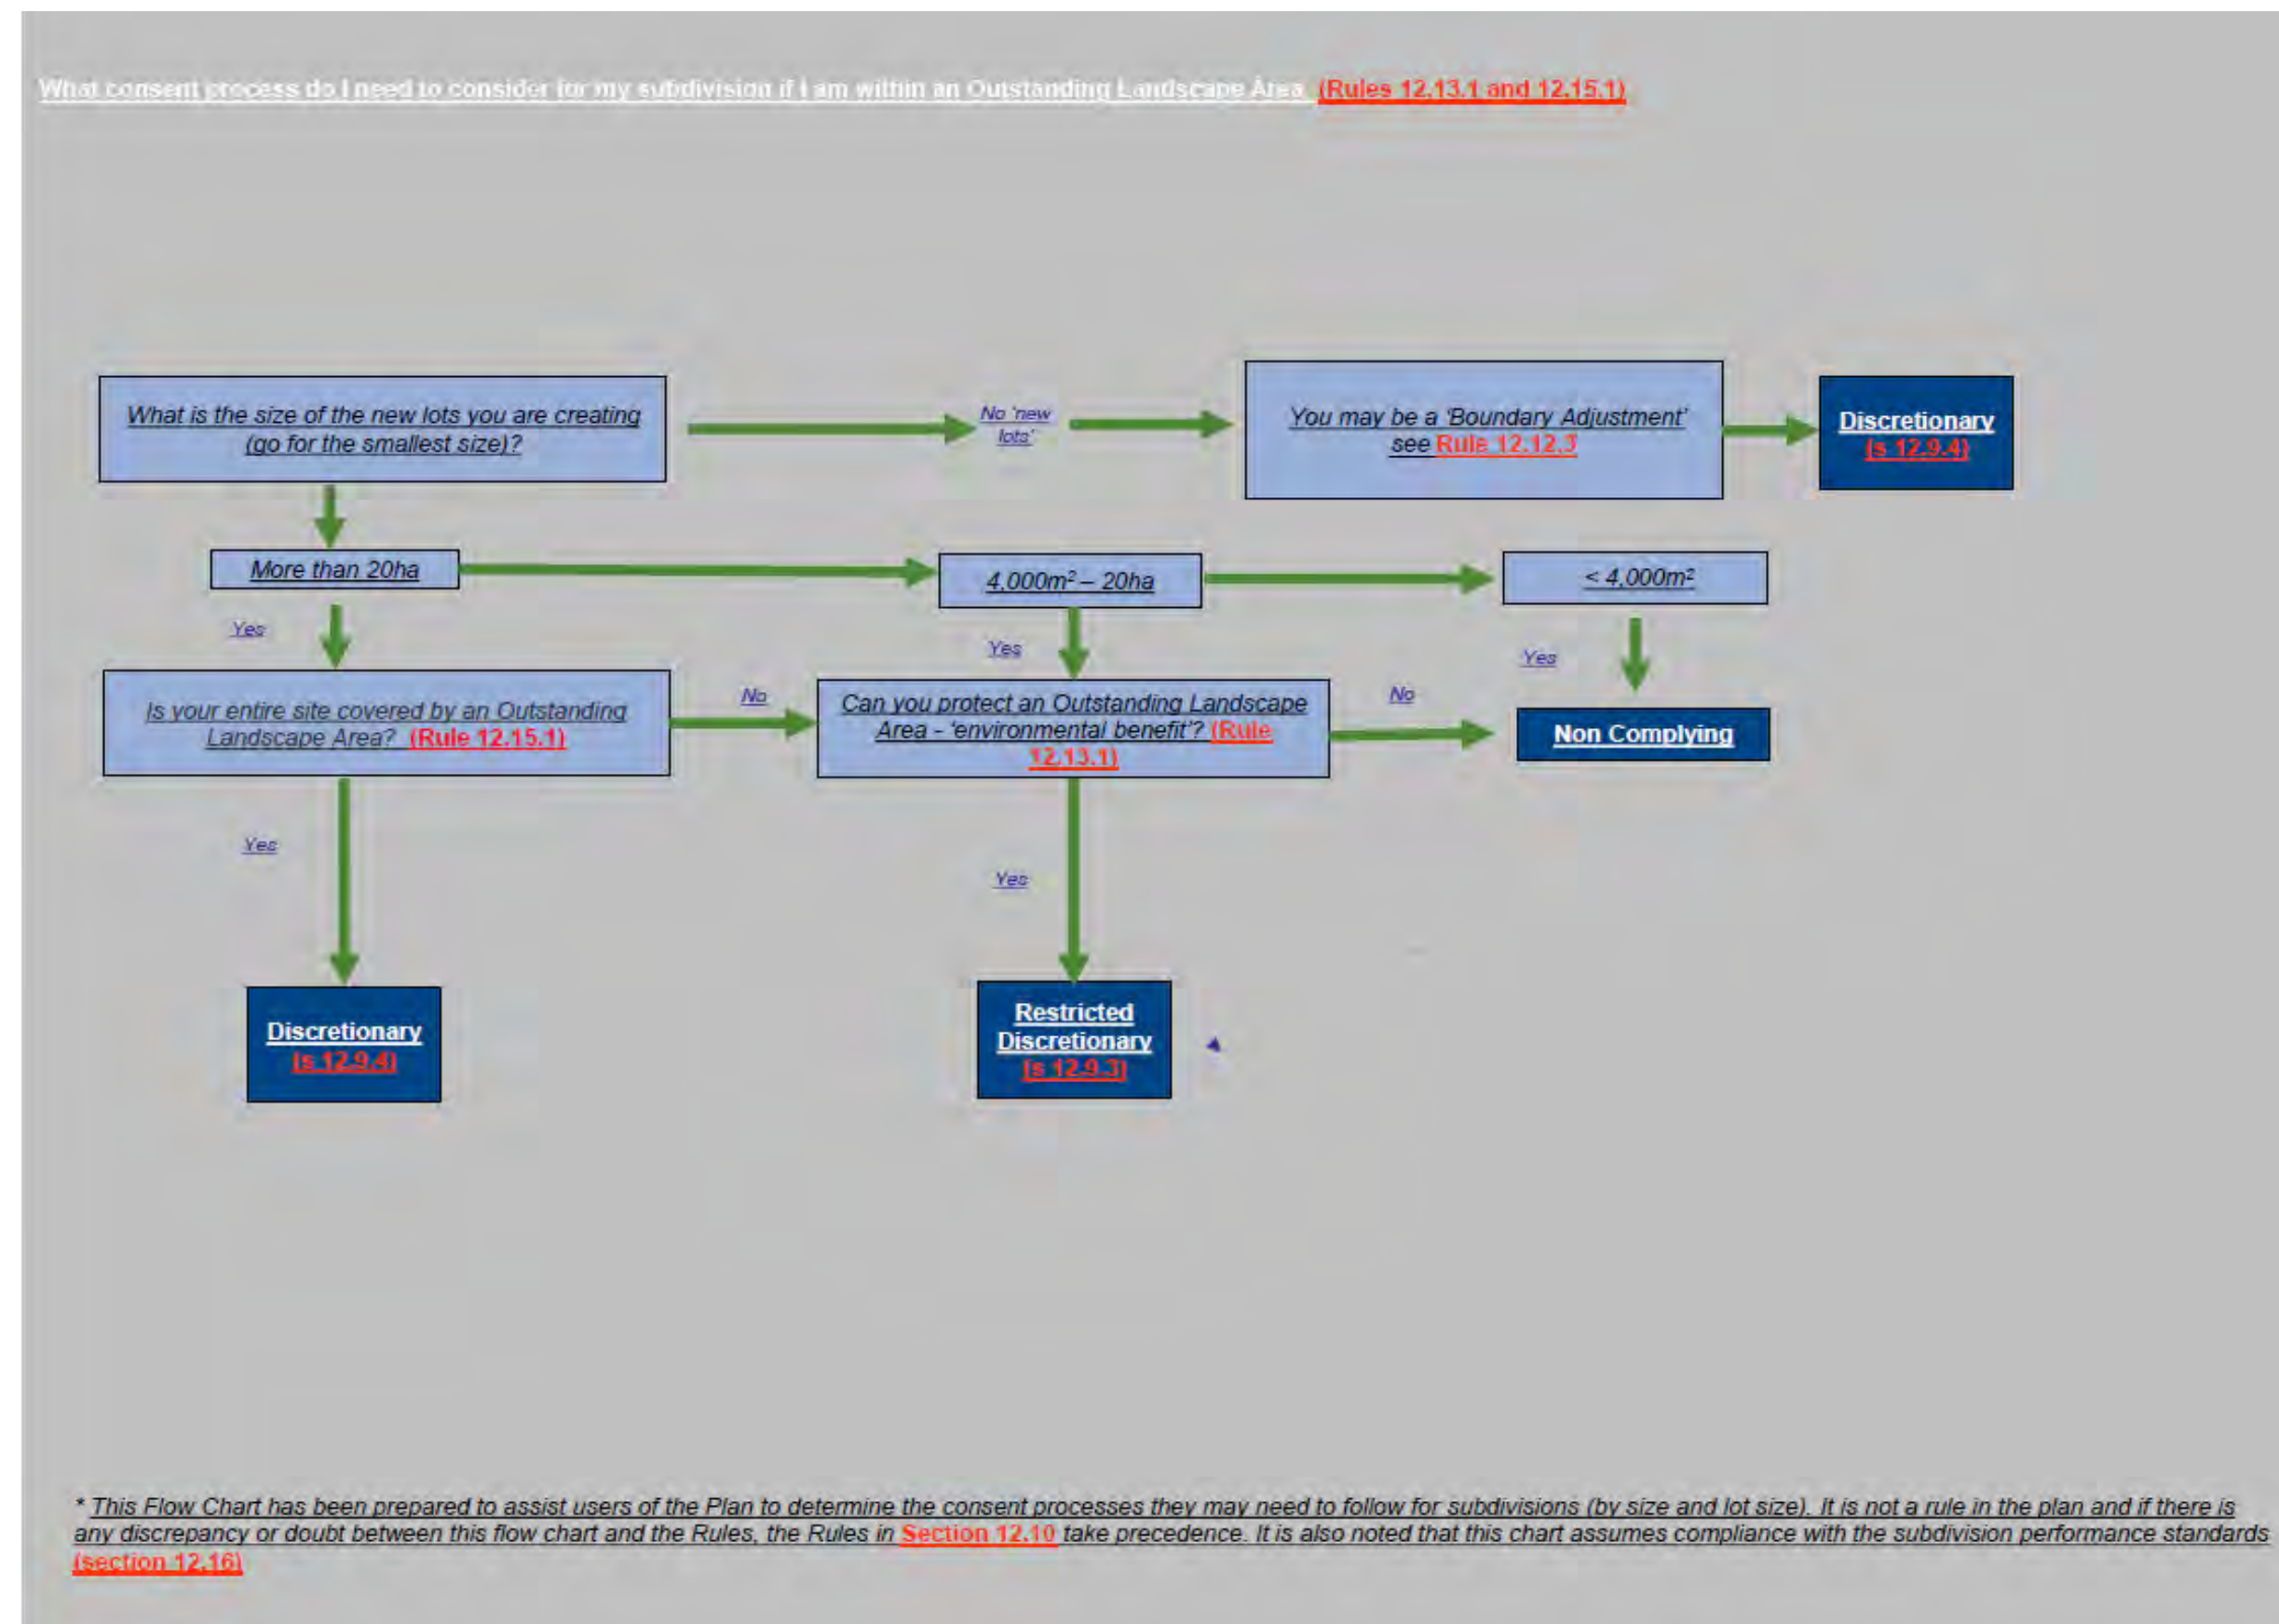 What consent process do I need to consider for my subdivision if I am within an Outstanding Landscape Area (Rules 12.13.1 and 12.15.1)
What is the size of the new lots you are creating
(go for the smallest size)?
No 'new
lots'
You may be a 'Boundary Adjustment'
see Rule 12.12.3
Discretionary
(s 12.9.4)
More than 20ha
4,000m² – 20ha
< 4,000m²
Yes
Yes
Yes
Is your entire site covered by an Outstanding
Landscape Area? (Rule 12.15.1)
No
Can you protect an Outstanding Landscape
Area - 'environmental benefit'? (Rule
12.13.1)
No
Non Complying
Yes
Yes
Discretionary
(s 12.9.4)
Restricted
Discretionary
(s 12.9.3)
* This Flow Chart has been prepared to assist users of the Plan to determine the consent processes they may need to follow for subdivisions (by size and lot size). It is not a rule in the plan and if there is
any discrepancy or doubt between this flow chart and the Rules, the Rules in Section 12.10 take precedence. It is also noted that this chart assumes compliance with the subdivision performance standards
(section 12.16)